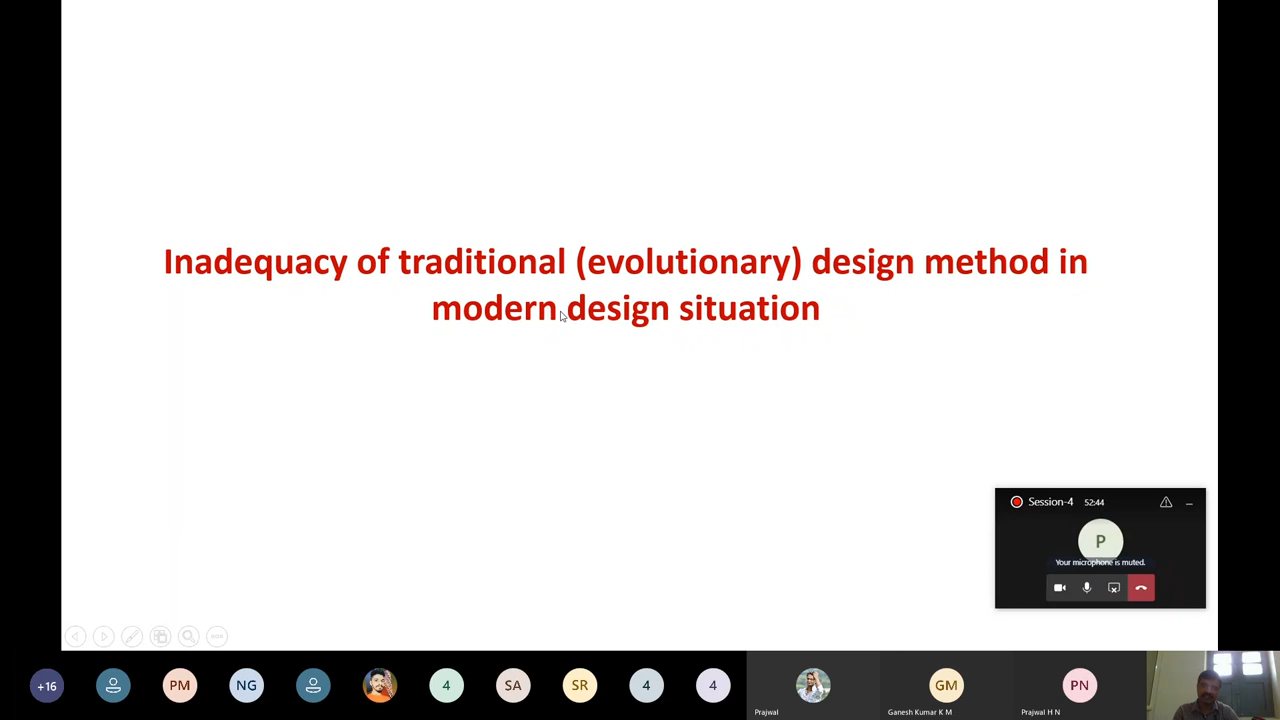 Inadequacy of traditional (evolutionary) design method in
modern design situation
Session-4 52:44
P
Your microphone is muted.
+16
PM
NG
4
SA
SR
4
4
Prajwal
GM
Ganesh Kumar K M
PN
Prajwal H N